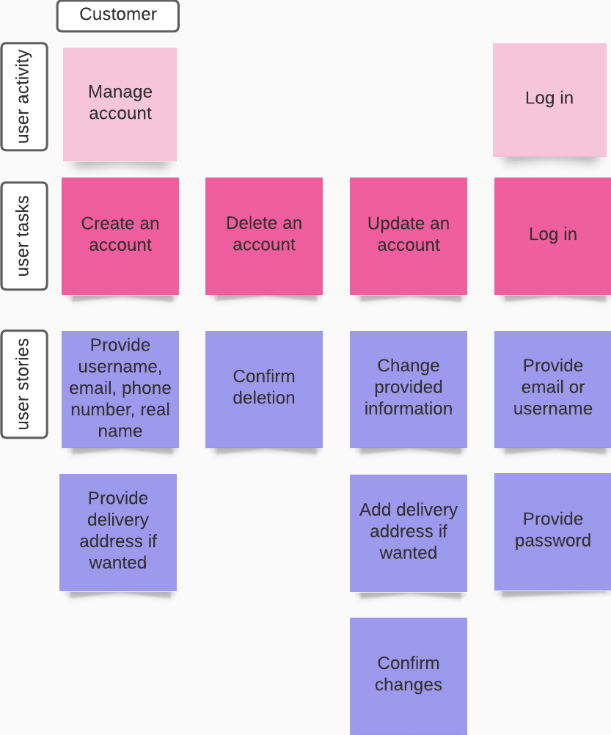 Customer
user activity
Manage
account
Log in
user tasks
Create an
account
Delete an
account
Update an
account
Log in
user stories
Provide
username,
email, phone
number, real
name
Confirm
deletion
Change
provided
information
Provide
email or
username
Provide
delivery
address if
wanted
Add delivery
address if
wanted
Provide
password
Confirm
changes